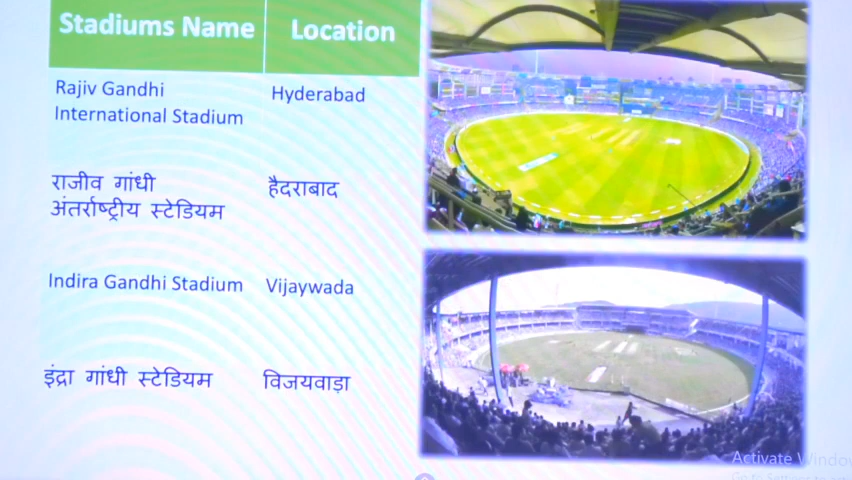 Stadiums Name Location
Rajiv Gandhi Hyderabad
International Stadium
राजीव गांधी हैदराबाद
अंतर्राष्ट्रीय स्टेडियम
Indira Gandhi Stadium Vijaywada
इंद्रा गांधी स्टेडियम विजयवाड़ा
Activate Windo